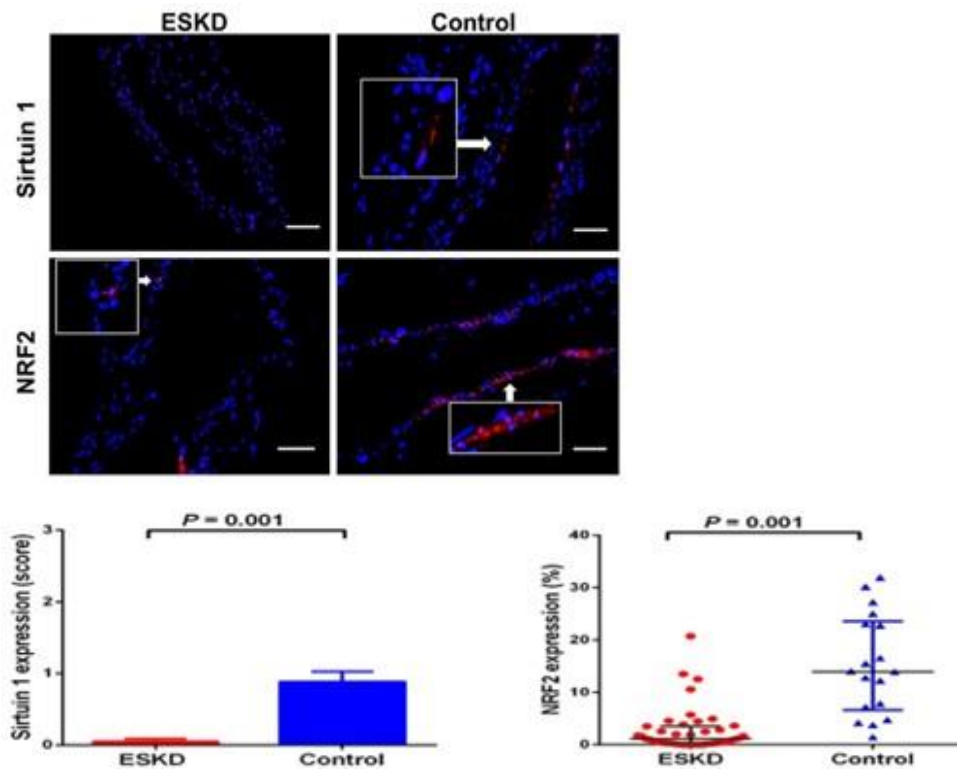 ESKD Control
Sirtuin 1
NRF2
P = 0.001
Sirtuin 1 expression (score)
3
2
1
0
ESKD Control
P = 0.001
NRF2 expression (%)
40
30
20
10
0
ESKD Control